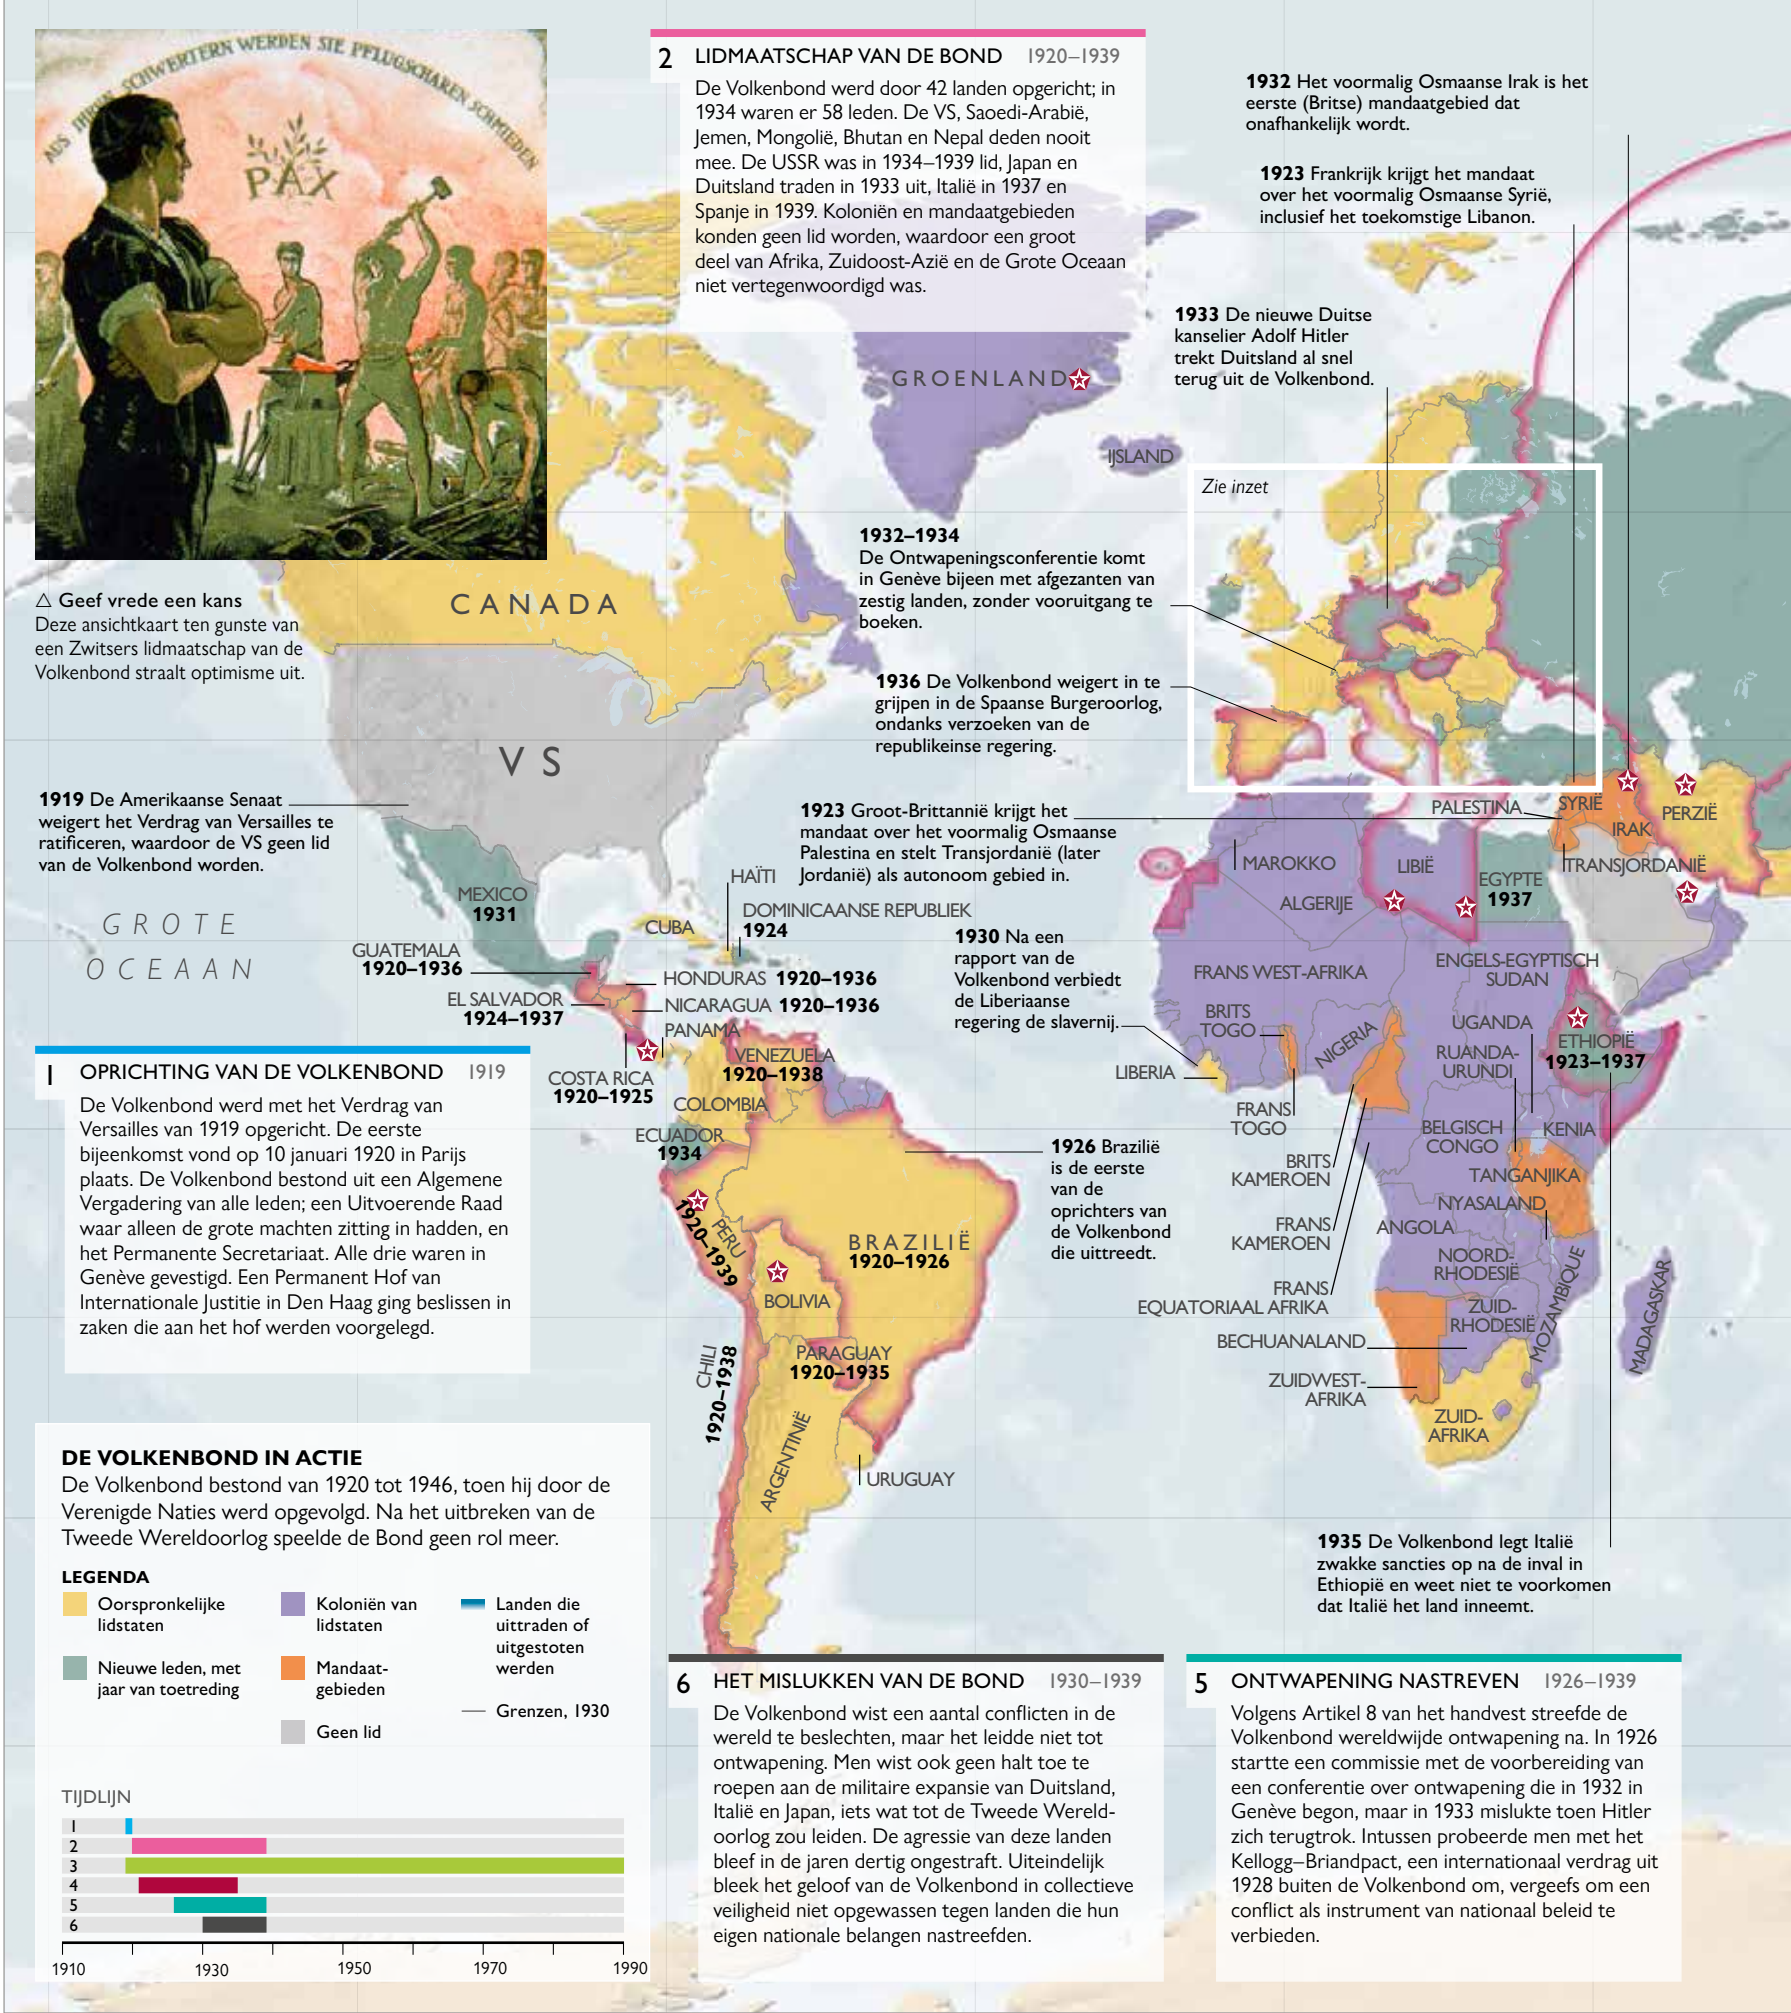 AUS IHREN SCHWERTERN WERDEN SIE PFLUGSCHAREN SCHMIEDEN
PAX
△ Geef vrede een kans
Deze ansichtkaart ten gunste van
een Zwitsers lidmaatschap van de
Volkenbond straalt optimisme uit.
2 LIDMAATSCHAP VAN DE BOND 1920–1939
De Volkenbond werd door 42 landen opgericht; in
1934 waren er 58 leden. De VS, Saoedi-Arabië,
Jemen, Mongolië, Bhutan en Nepal deden nooit
mee. De USSR was in 1934–1939 lid, Japan en
Duitsland traden in 1933 uit, Italië in 1937 en
Spanje in 1939. Koloniën en mandaatgebieden
konden geen lid worden, waardoor een groot
deel van Afrika, Zuidoost-Azië en de Grote Oceaan
niet vertegenwoordigd was.
1932 Het voormalig Osmaanse Irak is het
eerste (Britse) mandaatgebied dat
onafhankelijk wordt.
1923 Frankrijk krijgt het mandaat
over het voormalig Osmaanse Syrië,
inclusief het toekomstige Libanon.
1933 De nieuwe Duitse
kanselier Adolf Hitler
trekt Duitsland al snel
terug uit de Volkenbond.
GROENLAND
IJSLAND
Zie inzet
1932–1934
De Ontwapeningsconferentie komt
in Genève bijeen met afgezanten van
zestig landen, zonder vooruitgang te
boeken.
CANADA
1936 De Volkenbond weigert in te
grijpen in de Spaanse Burgeroorlog,
ondanks verzoeken van de
republikeinse regering.
VS
1919 De Amerikaanse Senaat
weigert het Verdrag van Versailles te
ratificeren, waardoor de VS geen lid
van de Volkenbond worden.
1923 Groot-Brittannië krijgt het
mandaat over het voormalig Osmaanse
Palestina en stelt Transjordanië (later
Jordanië) als autonoom gebied in.
PALESTINA
SYRIË
PERZIË
IRAK
TRANSJORDANIË
MAROKKO
LIBIË
EGYPTE
1937
ALGERIJE
GROTE
OCEAAN
MEXICO
1931
HAÏTI
DOMINICAANSE REPUBLIEK
1924
CUBA
GUATEMALA
1920–1936
HONDURAS 1920–1936
EL SALVADOR
1924–1937
NICARAGUA 1920–1936
PANAMA
COSTA RICA
1920–1925
VENEZUELA
1920–1938
COLOMBIA
ECUADOR
1934
1930 Na een
rapport van de
Volkenbond verbiedt
de Liberiaanse
regering de slavernij.
FRANS WEST-AFRIKA
ENGELS-EGYPTISCH
SUDAN
BRITS
TOGO
NIGERIA
UGANDA
RUANDA-
URUNDI
ETHIOPIË
1923–1937
LIBERIA
FRANS
TOGO
BELGISCH
CONGO
KENIA
BRITS
KAMEROEN
TANGANJIKA
NYASALAND
FRANS
KAMEROEN
ANGOLA
NOORD-
RHODESIË
FRANS
EQUATORIAAL AFRIKA
ZUID-
RHODESIË
MOZAMBIQUE
MADAGASKAR
BECHUANALAND
ZUIDWEST-
AFRIKA
ZUID-
AFRIKA
1926 Brazilië
is de eerste
van de
oprichters van
de Volkenbond
die uittreedt.
PERU
1920–1939
BRAZILIË
1920–1926
BOLIVIA
PARAGUAY
1920–1935
CHILI
1920–1938
ARGENTINIË
URUGUAY
1 OPRICHTING VAN DE VOLKENBOND 1919
De Volkenbond werd met het Verdrag van
Versailles van 1919 opgericht. De eerste
bijeenkomst vond op 10 januari 1920 in Parijs
plaats. De Volkenbond bestond uit een Algemene
Vergadering van alle leden; een Uitvoerende Raad
waar alleen de grote machten zitting in hadden, en
het Permanente Secretariaat. Alle drie waren in
Genève gevestigd. Een Permanent Hof van
Internationale Justitie in Den Haag ging beslissen in
zaken die aan het hof werden voorgelegd.
1935 De Volkenbond legt Italië
zwakke sancties op na de inval in
Ethiopië en weet niet te voorkomen
dat Italië het land inneemt.
DE VOLKENBOND IN ACTIE
De Volkenbond bestond van 1920 tot 1946, toen hij door de
Verenigde Naties werd opgevolgd. Na het uitbreken van de
Tweede Wereldoorlog speelde de Bond geen rol meer.
LEGENDA
Oorspronkelijke
lidstaten
Nieuwe leden, met
jaar van toetreding
Koloniën van
lidstaten
Mandaat-
gebieden
Geen lid
Landen die
uittraden of
uitgestoten
werden
Grenzen, 1930
TIJDLIJN
1
2
3
4
5
6
1910 1930 1950 1970 1990
6 HET MISLUKKEN VAN DE BOND 1930–1939
De Volkenbond wist een aantal conflicten in de
wereld te beslechten, maar het leidde niet tot
ontwapening. Men wist ook geen halt toe te
roepen aan de militaire expansie van Duitsland,
Italië en Japan, iets wat tot de Tweede Wereld-
oorlog zou leiden. De agressie van deze landen
bleef in de jaren dertig ongestraft. Uiteindelijk
bleek het geloof van de Volkenbond in collectieve
veiligheid niet opgewassen tegen landen die hun
eigen nationale belangen nastreefden.
5 ONTWAPENING NASTREVEN 1926–1939
Volgens Artikel 8 van het handvest streefde de
Volkenbond wereldwijde ontwapening na. In 1926
startte een commissie met de voorbereiding van
een conferentie over ontwapening die in 1932 in
Genève begon, maar in 1933 mislukte toen Hitler
zich terugtrok. Intussen probeerde men met het
Kellogg–Briandpact, een internationaal verdrag uit
1928 buiten de Volkenbond om, vergeefs om een
conflict als instrument van nationaal beleid te
verbieden.